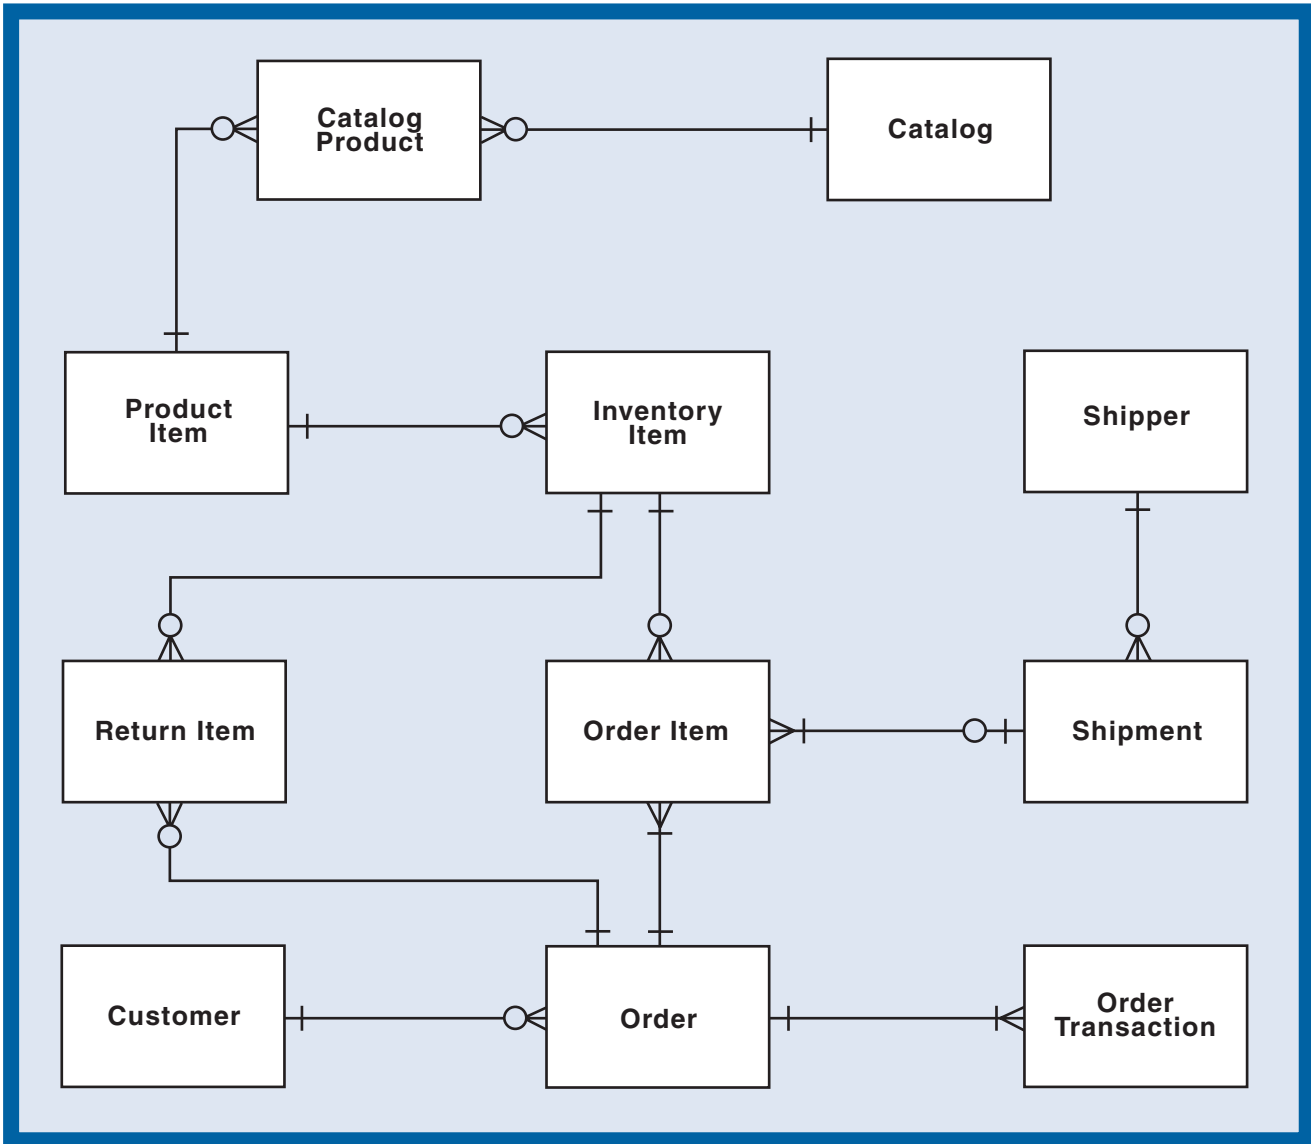 Catalog
Product
Catalog
Product
Item
Inventory
Item
Shipper
Return Item
Order Item
Shipment
Customer
Order
Order
Transaction